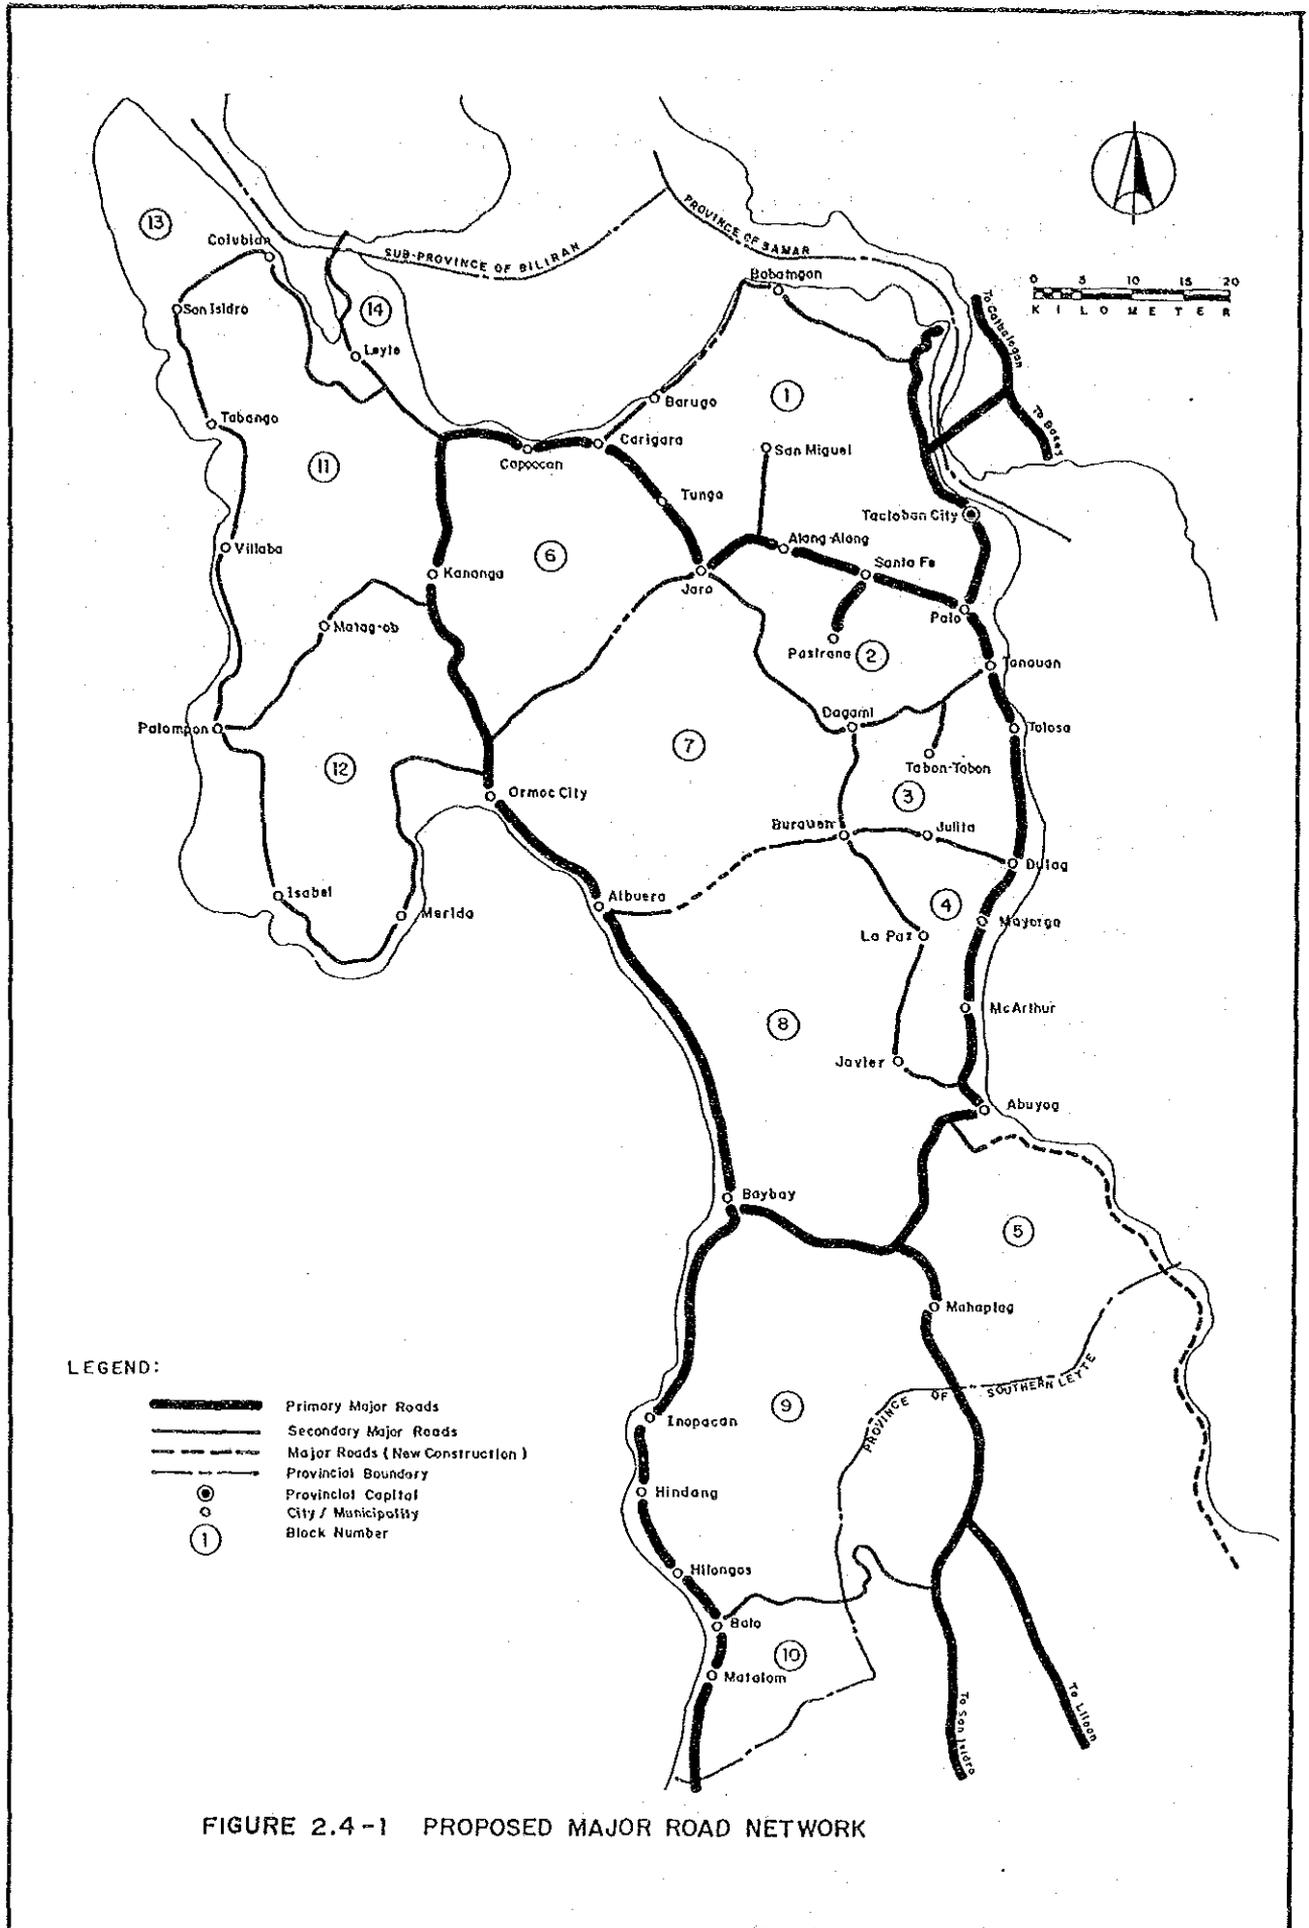 13
Calubian
SUB-PROVINCE OF BILIRAN
PROVINCE OF SAMAR
Babatngon
0 5 10 15 20
KILOMETER
San Isidro
14
To Catbalogan
Leyte
1
Barugo
To Basey
Tabango
Carigara
San Miguel
Capoocan
11
Tunga
Tacloban City
Villaba
6
Alang-Alang
Kananga
Santa Fe
Jaro
Palo
Matag-ob
Pastrana
2
Tanauan
Dagami
Palompon
7
Tolosa
12
Tabon-Tabon
Ormoc City
3
Burauen
Julita
Dulag
Isabel
Albuera
4
Merida
Mayorga
La Paz
McArthur
8
Javier
Abuyog
Baybay
5
Mahaplag
LEGEND:
PROVINCE OF SOUTHERN LEYTE
Primary Major Roads
9
Inopacan
Secondary Major Roads
Major Roads (New Construction)
Provincial Boundary
Provincial Capital
Hindang
City / Municipality
1
Block Number
Hilongos
Bato
10
Matalom
To San Isidro
To Liloan
FIGURE 2.4-1 PROPOSED MAJOR ROAD NETWORK